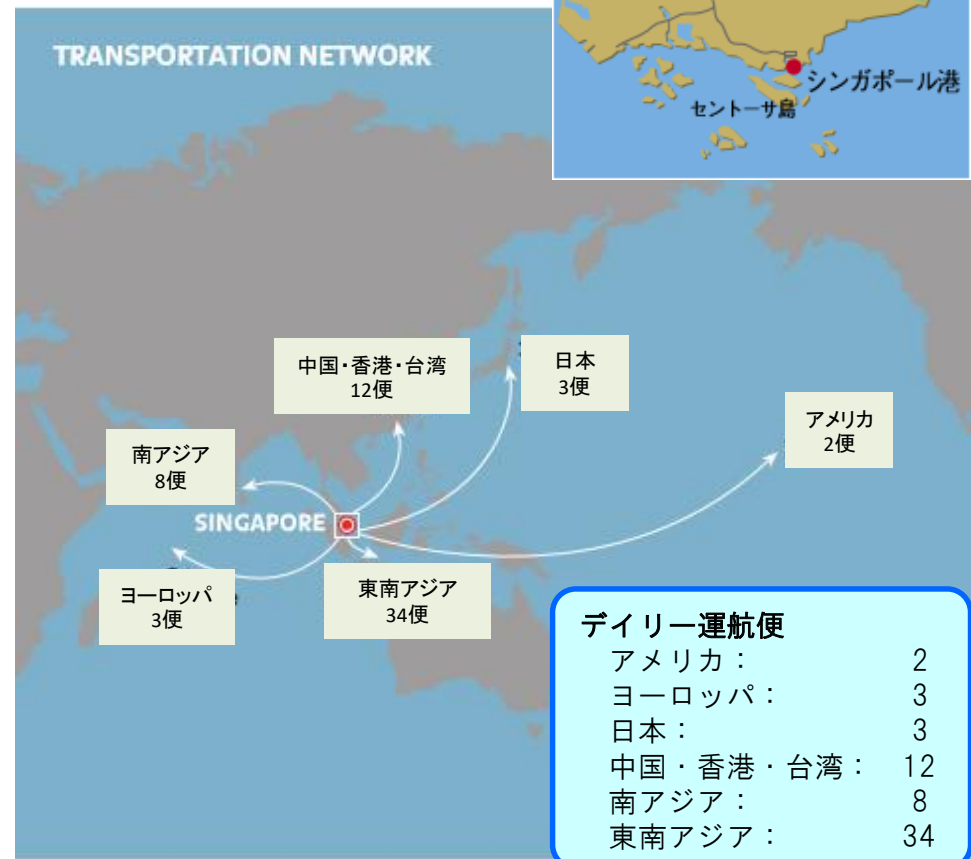 TRANSPORTATION NETWORK
シンガポール港
セントーサ島
中国・香港・台湾
12便
日本
3便
アメリカ
2便
南アジア
8便
SINGAPORE
ヨーロッパ
3便
東南アジア
34便
デイリー運航便
アメリカ： 2
ヨーロッパ： 3
日本： 3
中国・香港・台湾： 12
南アジア： 8
東南アジア： 34